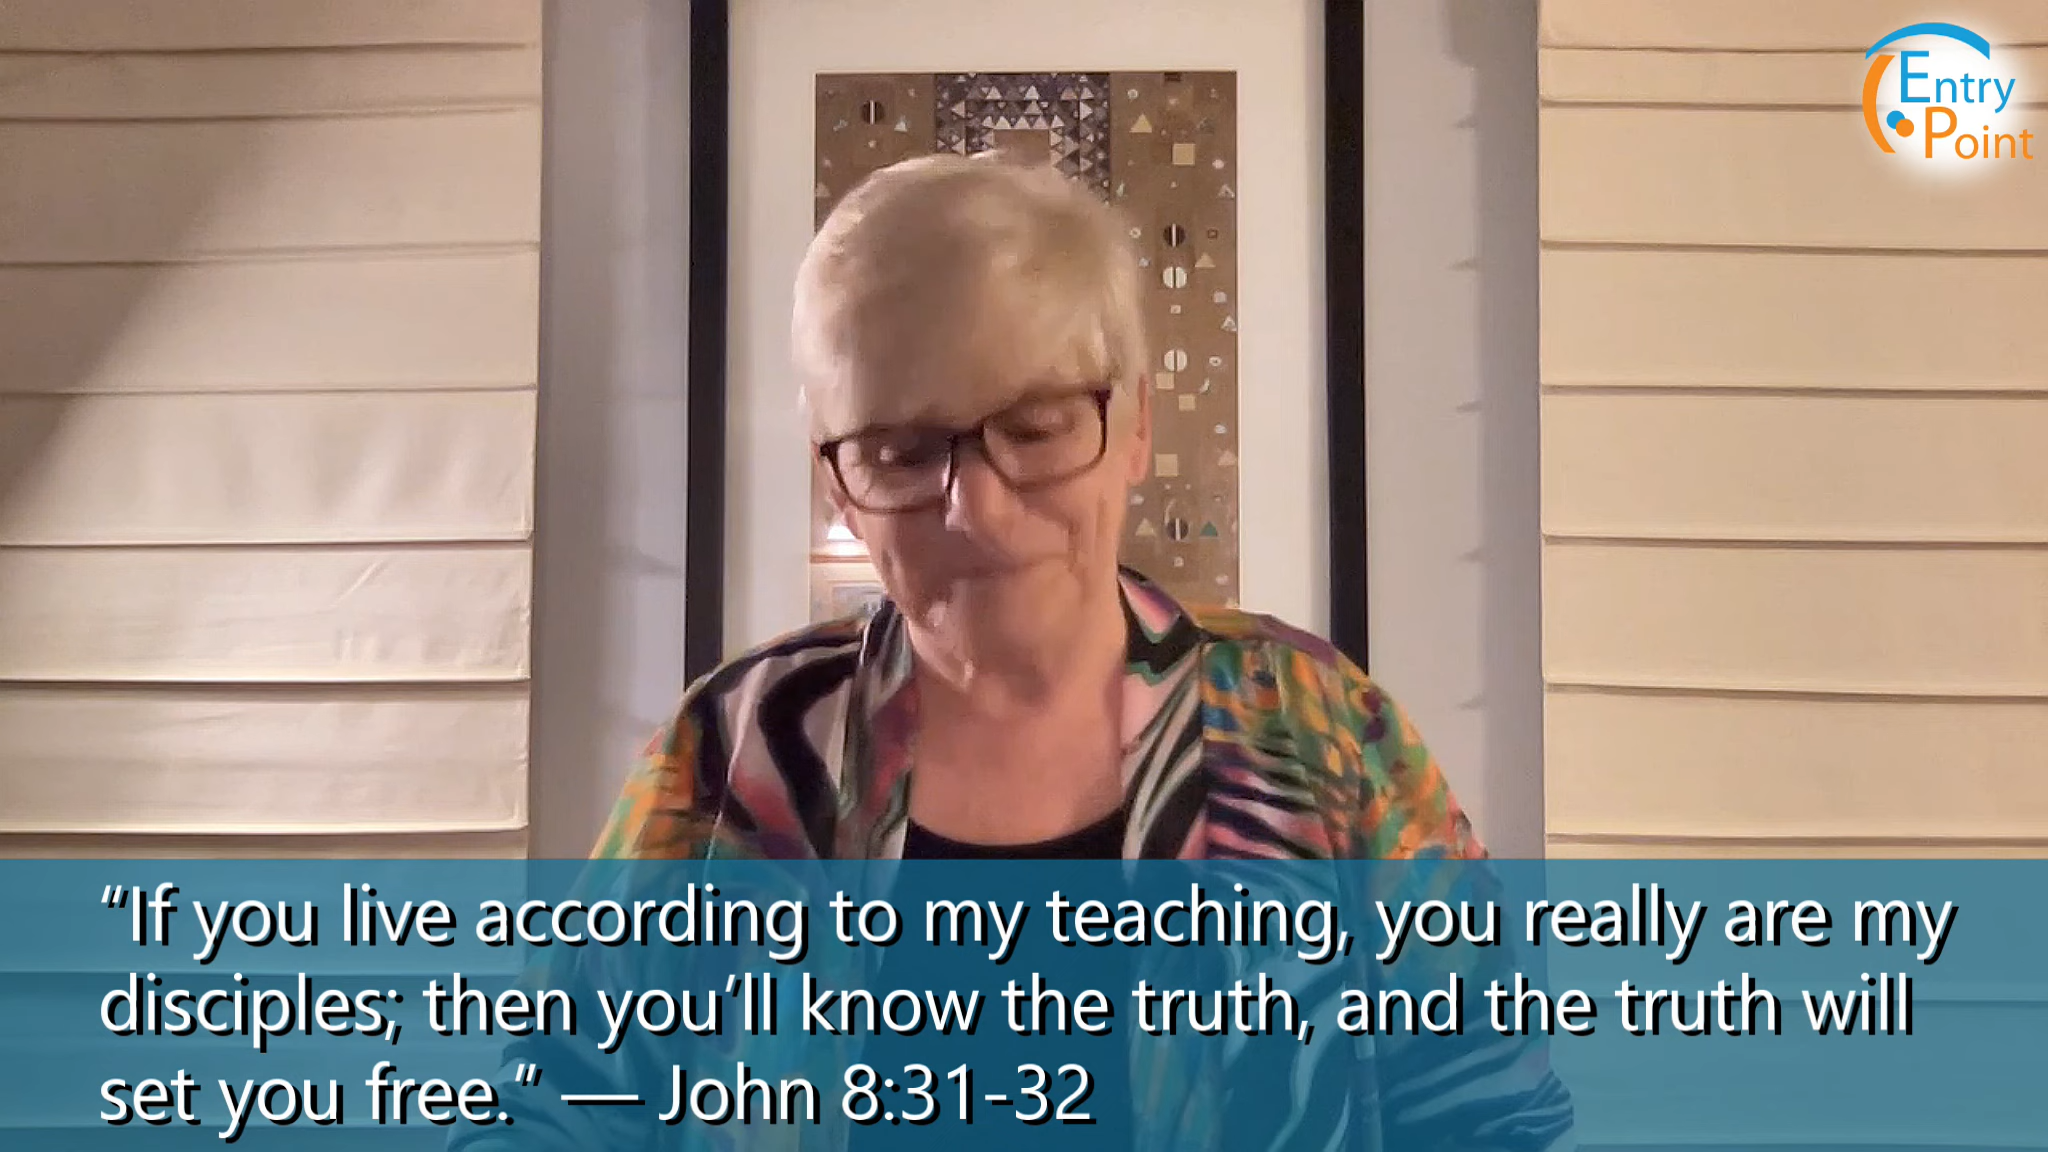 Entry
Point
“If you live according to my teaching, you really are my
disciples; then you’ll know the truth, and the truth will
set you free.” — John 8:31-32